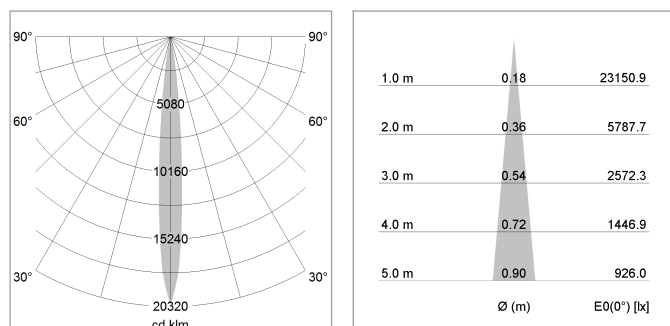 90° 90°
5080
60° 60°
10160
15240
30° 30°
20320
cd klm
1.0 m 0.18 23150.9
2.0 m 0.36 5787.7
3.0 m 0.54 2572.3
4.0 m 0.72 1446.9
5.0 m 0.90 926.0
Ø (m) E0(0°) [lx]